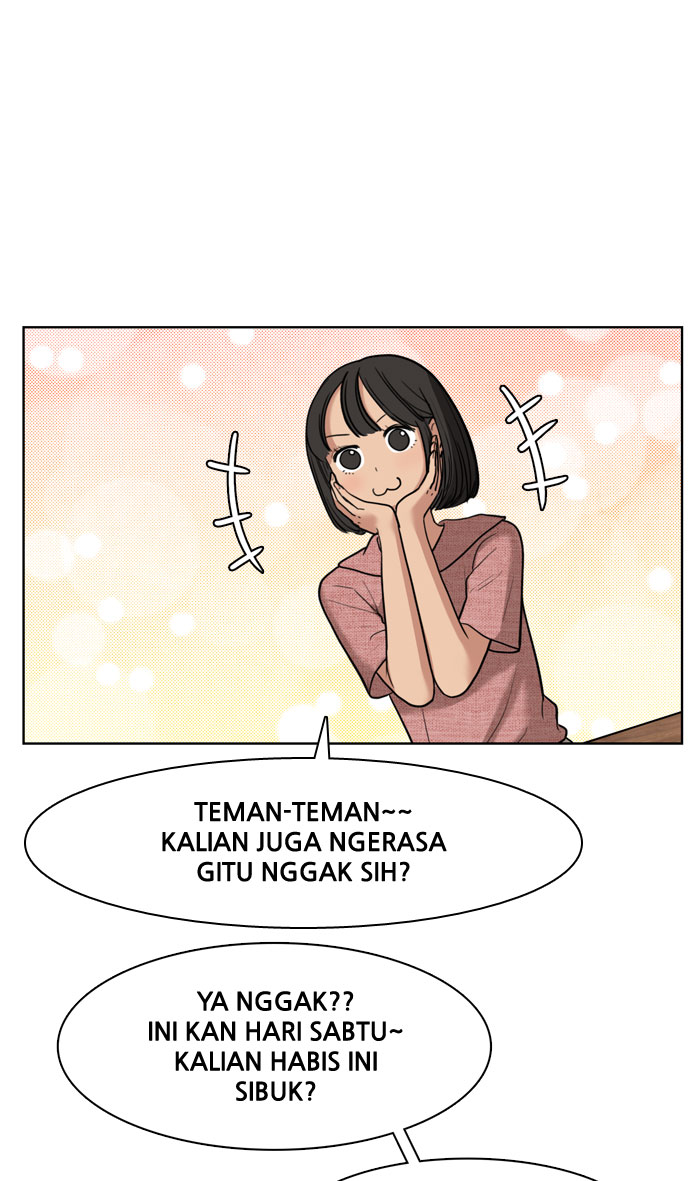 TEMAN-TEMAN~~
KALIAN JUGA NGERASA
GITU NGGAK SIH?
YA NGGAK??
INI KAN HARI SABTU~
KALIAN HABIS INI
SIBUK?